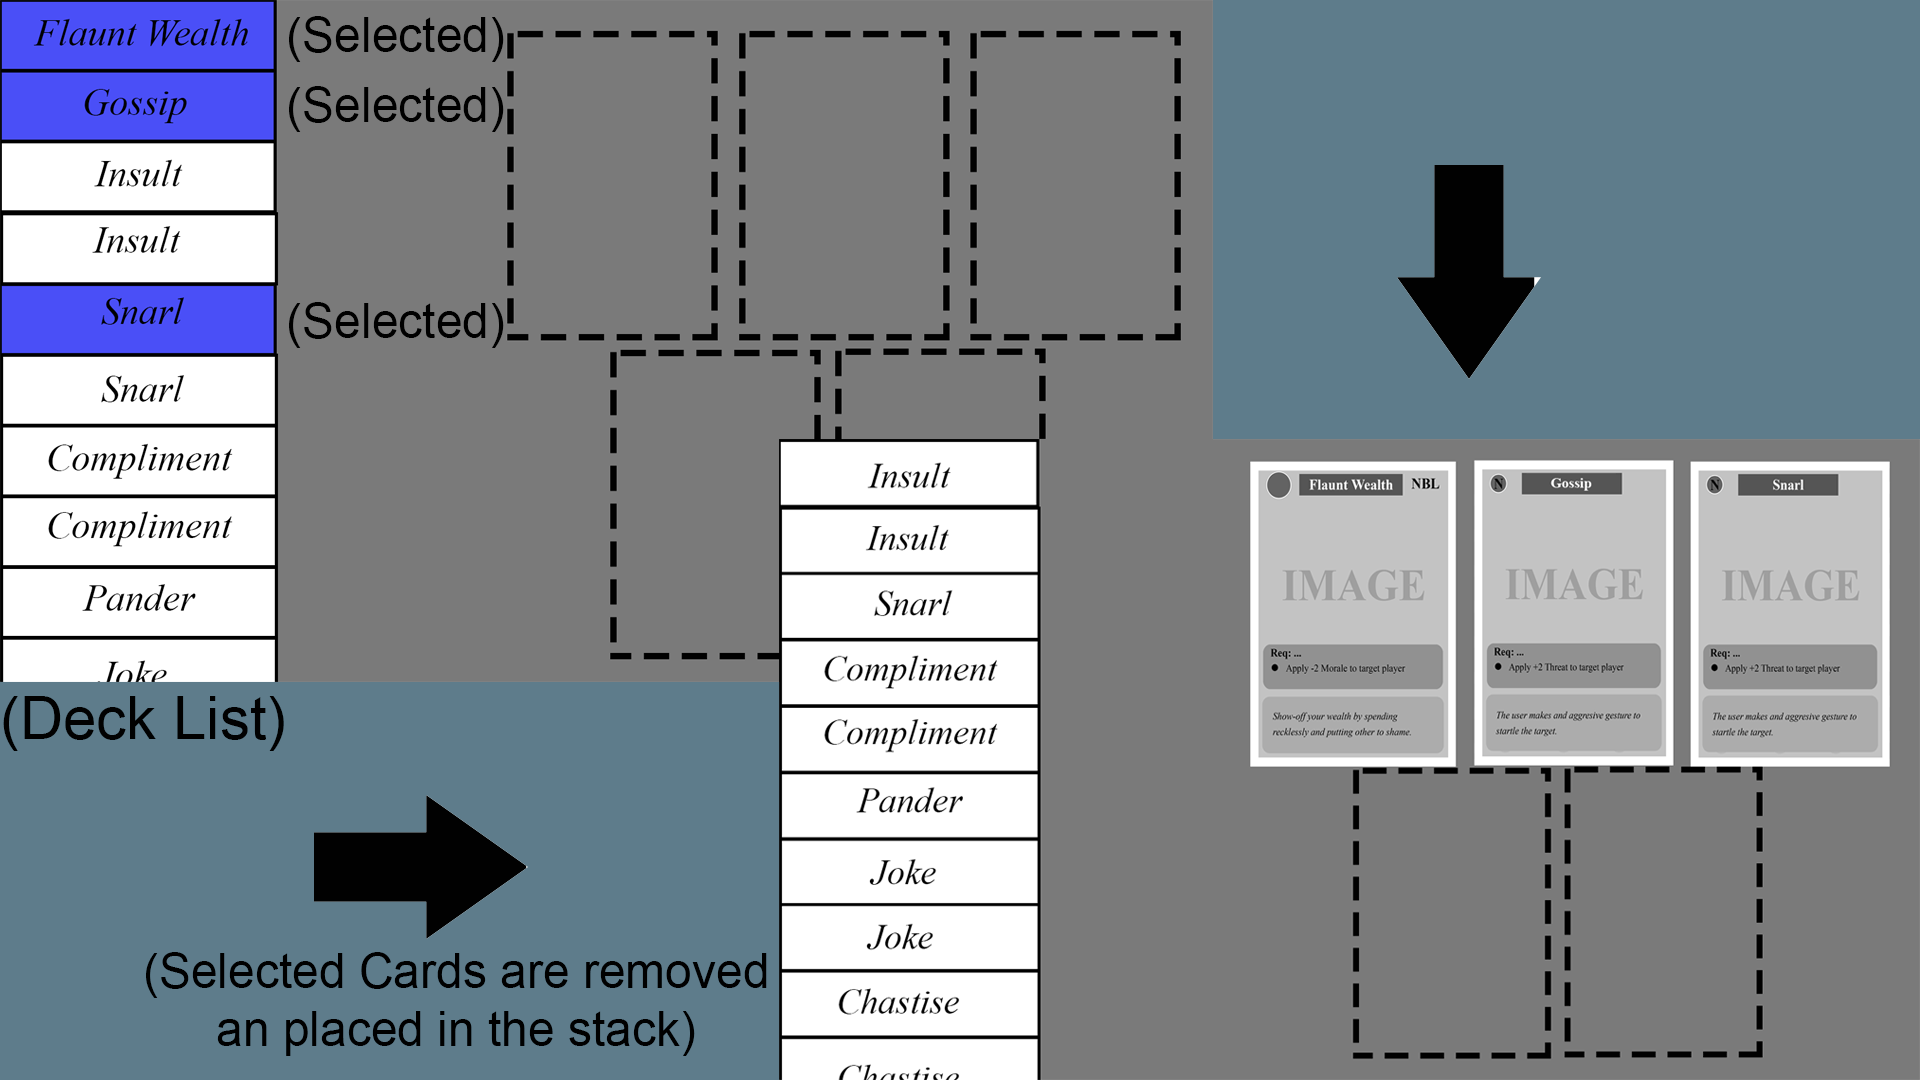 Flaunt Wealth
(Selected)
Gossip
(Selected)
Insult
Insult
Snarl
(Selected)
Snarl
Compliment
Compliment
Pander
Joke
(Deck List)
(Selected Cards are removed
an placed in the stack)
Insult
Insult
Snarl
Compliment
Compliment
Pander
Joke
Joke
Chastise
Chastise
Flaunt Wealth
NBL
IMAGE
Req: ...
Apply -2 Morale to target player
Show-off your wealth by spending
recklessly and putting other to shame.
N
Gossip
IMAGE
Req: ...
Apply +2 Threat to target player
The user makes and aggresive gesture to
startle the target.
N
Snarl
IMAGE
Req: ...
Apply +2 Threat to target player
The user makes and aggresive gesture to
startle the target.